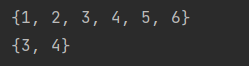 {1, 2, 3, 4, 5, 6}
{3, 4}